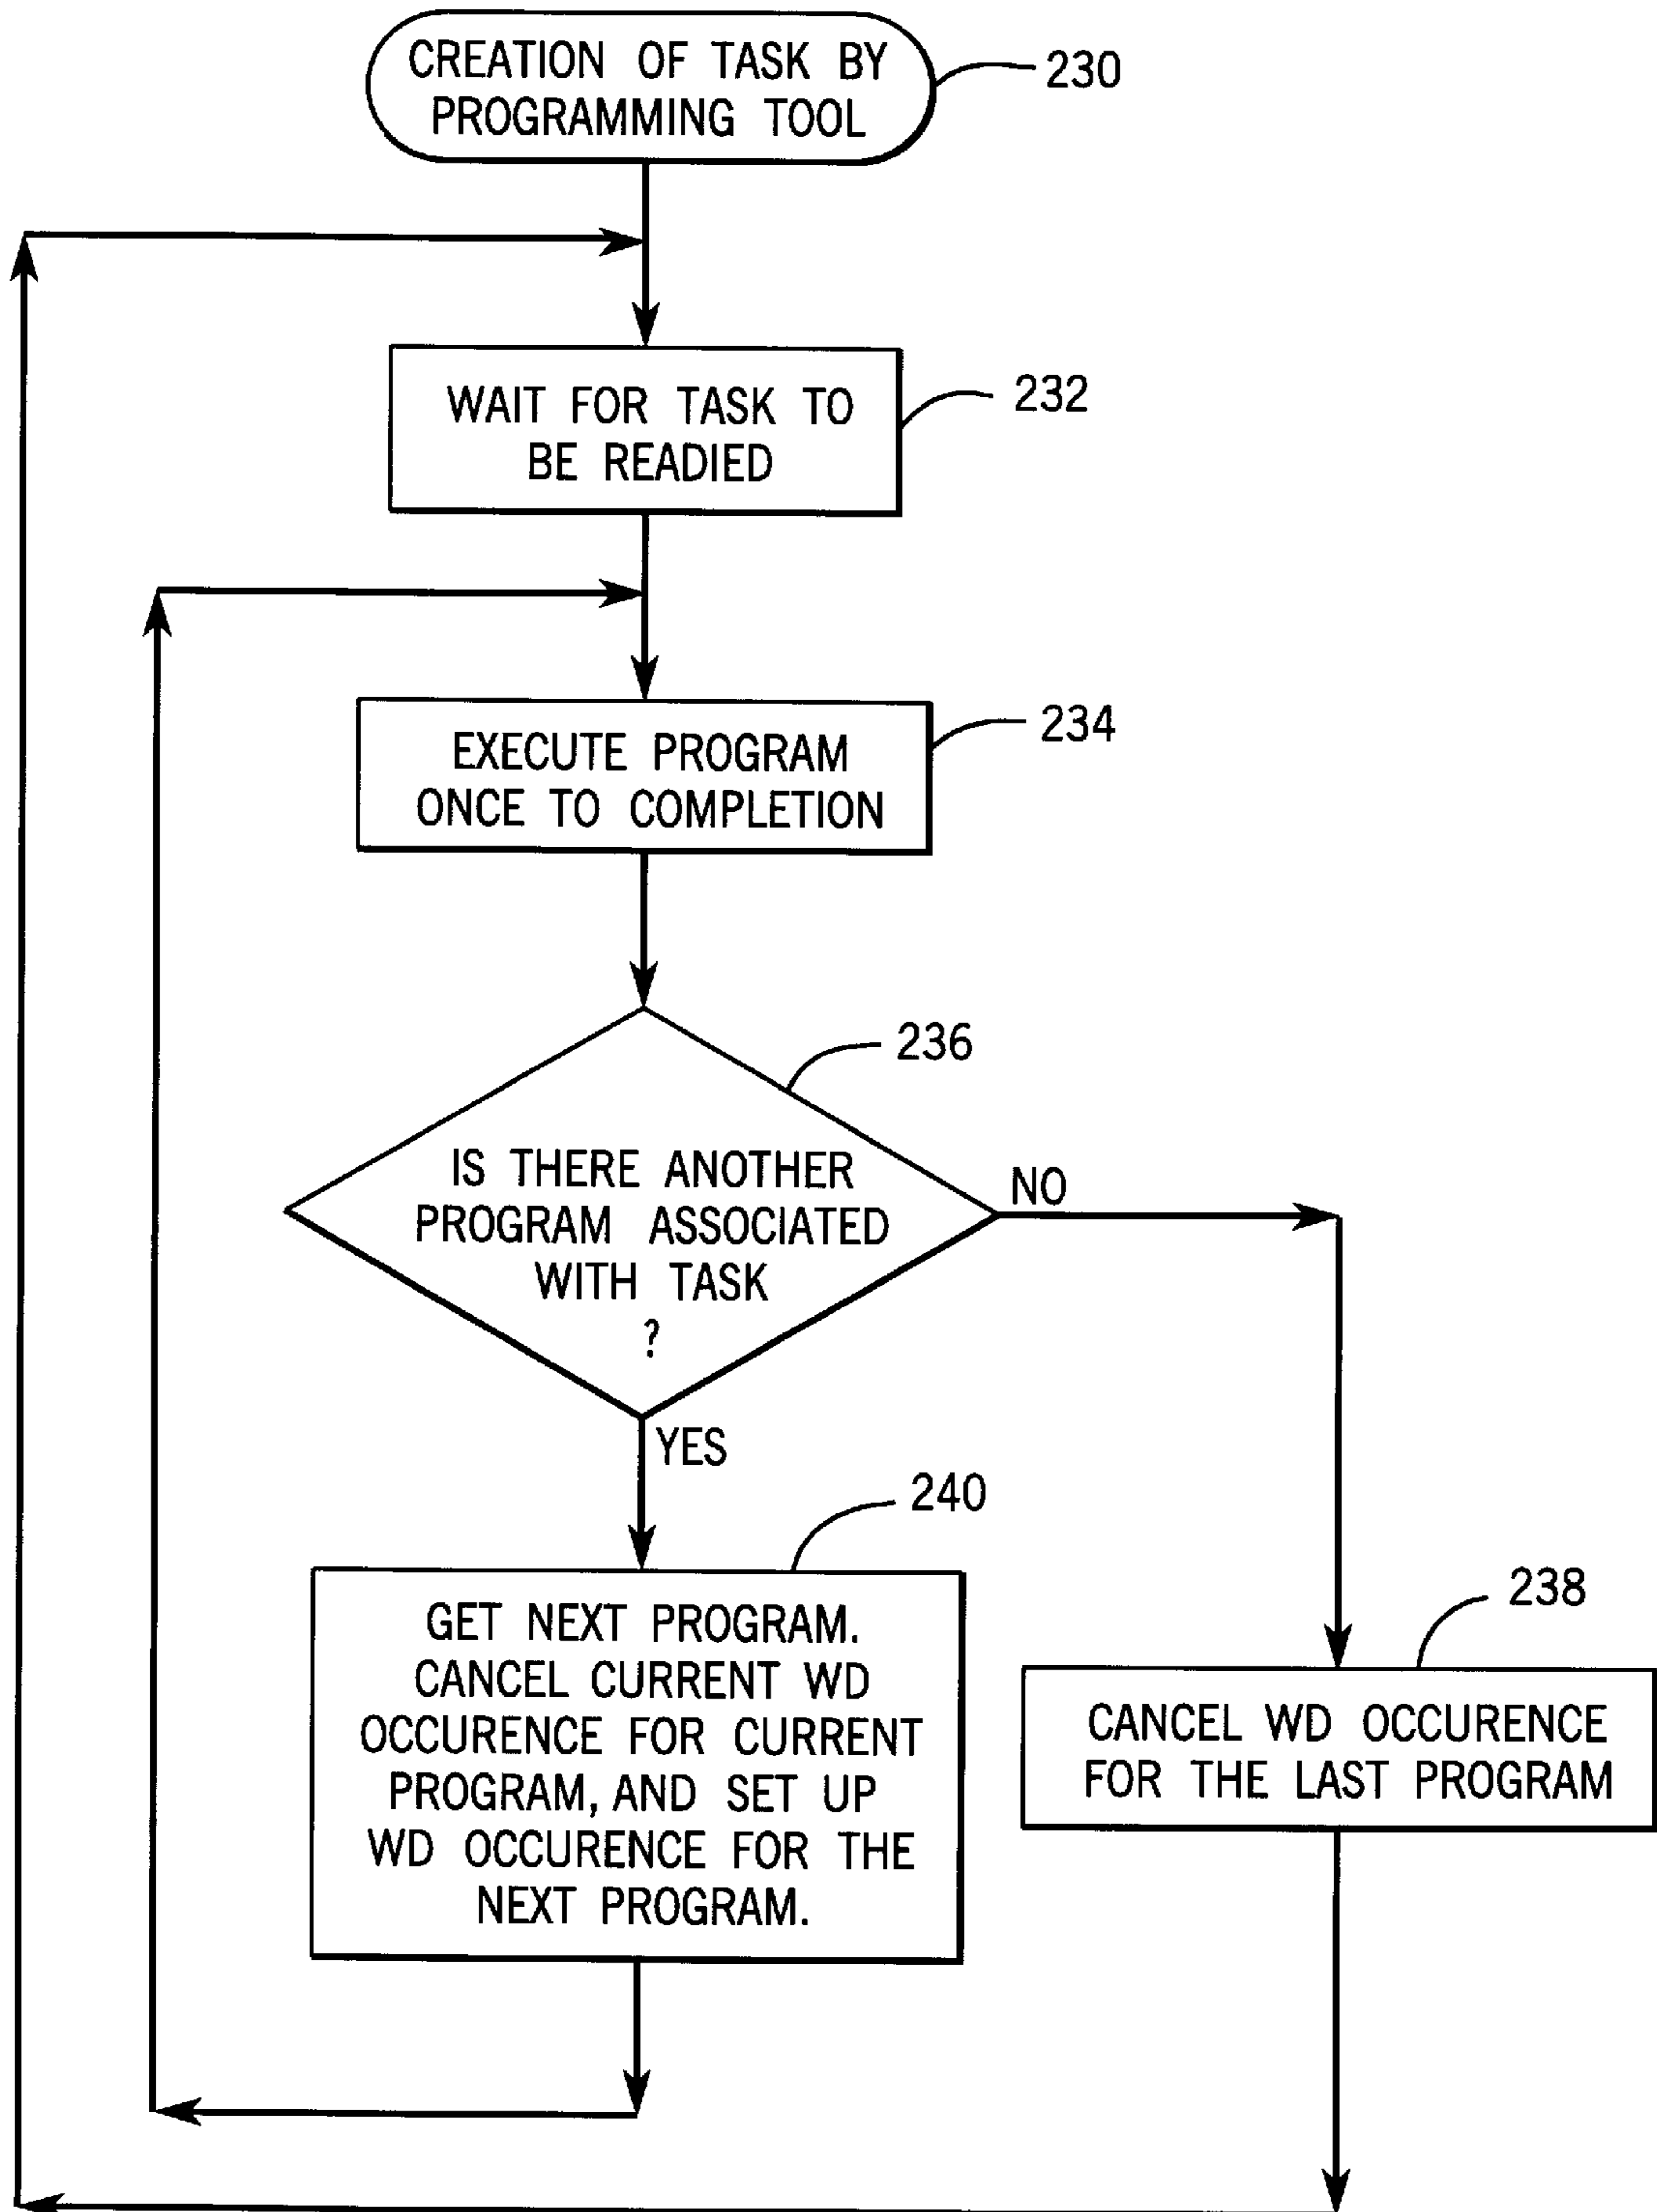 CREATION OF TASK BY
PROGRAMMING TOOL
230
WAIT FOR TASK TO
BE READIED
232
EXECUTE PROGRAM
ONCE TO COMPLETION
234
236
IS THERE ANOTHER
PROGRAM ASSOCIATED
WITH TASK
?
NO
YES
240
GET NEXT PROGRAM.
CANCEL CURRENT WD
OCCURENCE FOR CURRENT
PROGRAM, AND SET UP
WD OCCURENCE FOR THE
NEXT PROGRAM.
238
CANCEL WD OCCURENCE
FOR THE LAST PROGRAM